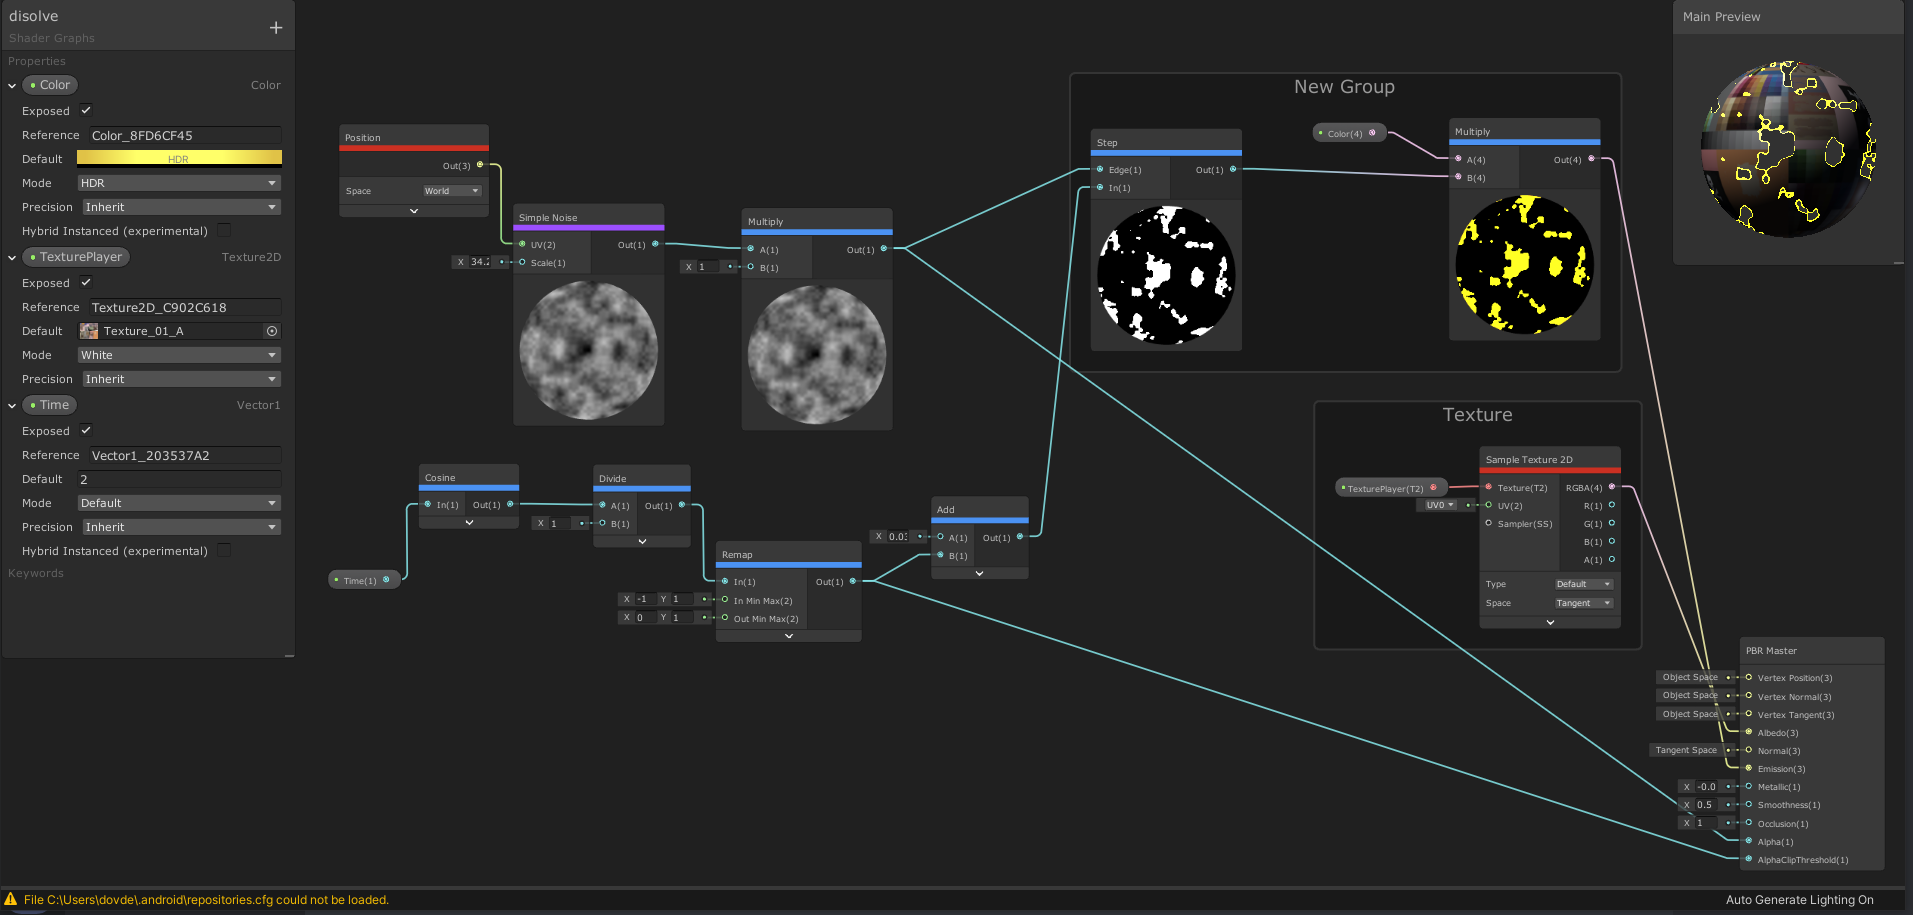 disolve
Shader Graphs
Properties
Color Color
Exposed
Reference Color_8FD6CF45
Default HDR
Mode HDR
Precision Inherit
Hybrid Instanced (experimental)
TexturePlayer Texture2D
Exposed
Reference Texture2D_C902C618
Default Texture_01_A
Mode White
Precision Inherit
Time Vector1
Exposed
Reference Vector1_203537A2
Default 2
Mode Default
Precision Inherit
Hybrid Instanced (experimental)
Keywords
Position
Out(3)
Space World
Simple Noise
UV(2) Out(1)
X 34.2 Scale(1)
Multiply
A(1) Out(1)
X 1 B(1)
New Group
Step
Edge(1) Out(1)
In(1)
Color(4)
Multiply
A(4) Out(4)
B(4)
Main Preview
Cosine
In(1) Out(1)
Time(1)
Divide
A(1) Out(1)
X 1 B(1)
Remap
In(1) Out(1)
X -1 Y 1 In Min Max(2)
X 0 Y 1 Out Min Max(2)
Add
X 0.03 A(1) Out(1)
B(1)
Texture
TexturePlayer(T2)
UV0
Sample Texture 2D
Texture(T2) RGBA(4)
UV(2) R(1)
Sampler(SS) G(1)
B(1)
A(1)
Type Default
Space Tangent
PBR Master
Object Space Vertex Position(3)
Object Space Vertex Normal(3)
Object Space Vertex Tangent(3)
Albedo(3)
Tangent Space Normal(3)
Emission(3)
X -0.0 Metallic(1)
X 0.5 Smoothness(1)
X 1 Occlusion(1)
Alpha(1)
AlphaClipThreshold(1)
File C:\Users\dovde\.android\repositories.cfg could not be loaded.
Auto Generate Lighting On